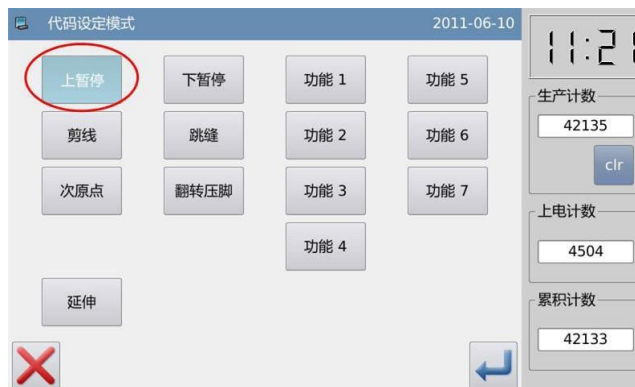 代码设定模式 2011-06-10
上暂停 下暂停 功能 1 功能 5
剪线 跳缝 功能 2 功能 6
次原点 翻转压脚 功能 3 功能 7
功能 4
延伸
生产计数
42135
clr
上电计数
4504
累积计数
42133